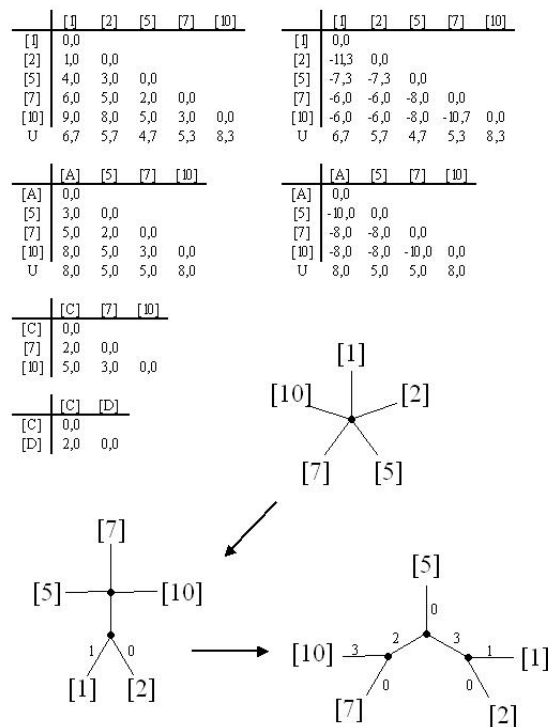 [1] [2] [5] [7] [10]
[1] 0,0
[2] 1,0 0,0
[5] 4,0 3,0 0,0
[7] 6,0 5,0 2,0 0,0
[10] 9,0 8,0 5,0 3,0 0,0
U 6,7 5,7 4,7 5,3 8,3
[1] [2] [5] [7] [10]
[1] 0,0
[2] -11,3 0,0
[5] -7,3 -7,3 0,0
[7] -6,0 -6,0 -8,0 0,0
[10] -6,0 -6,0 -8,0 -10,7 0,0
U 6,7 5,7 4,7 5,3 8,3
[A] [5] [7] [10]
[A] 0,0
[5] 3,0 0,0
[7] 5,0 2,0 0,0
[10] 8,0 5,0 3,0 0,0
U 8,0 5,0 5,0 8,0
[A] [5] [7] [10]
[A] 0,0
[5] -10,0 0,0
[7] -8,0 -8,0 0,0
[10] -8,0 -8,0 -10,0 0,0
U 8,0 5,0 5,0 8,0
[C] [7] [10]
[C] 0,0
[7] 2,0 0,0
[10] 5,0 3,0 0,0
[C] [D]
[C] 0,0
[D] 2,0 0,0
[1]
[10] [2]
[7] [5]
[7]
[5] [10]
1 0
[1] [2]
[5]
0
2 3
[10] 3 1 [1]
0 0
[7] [2]